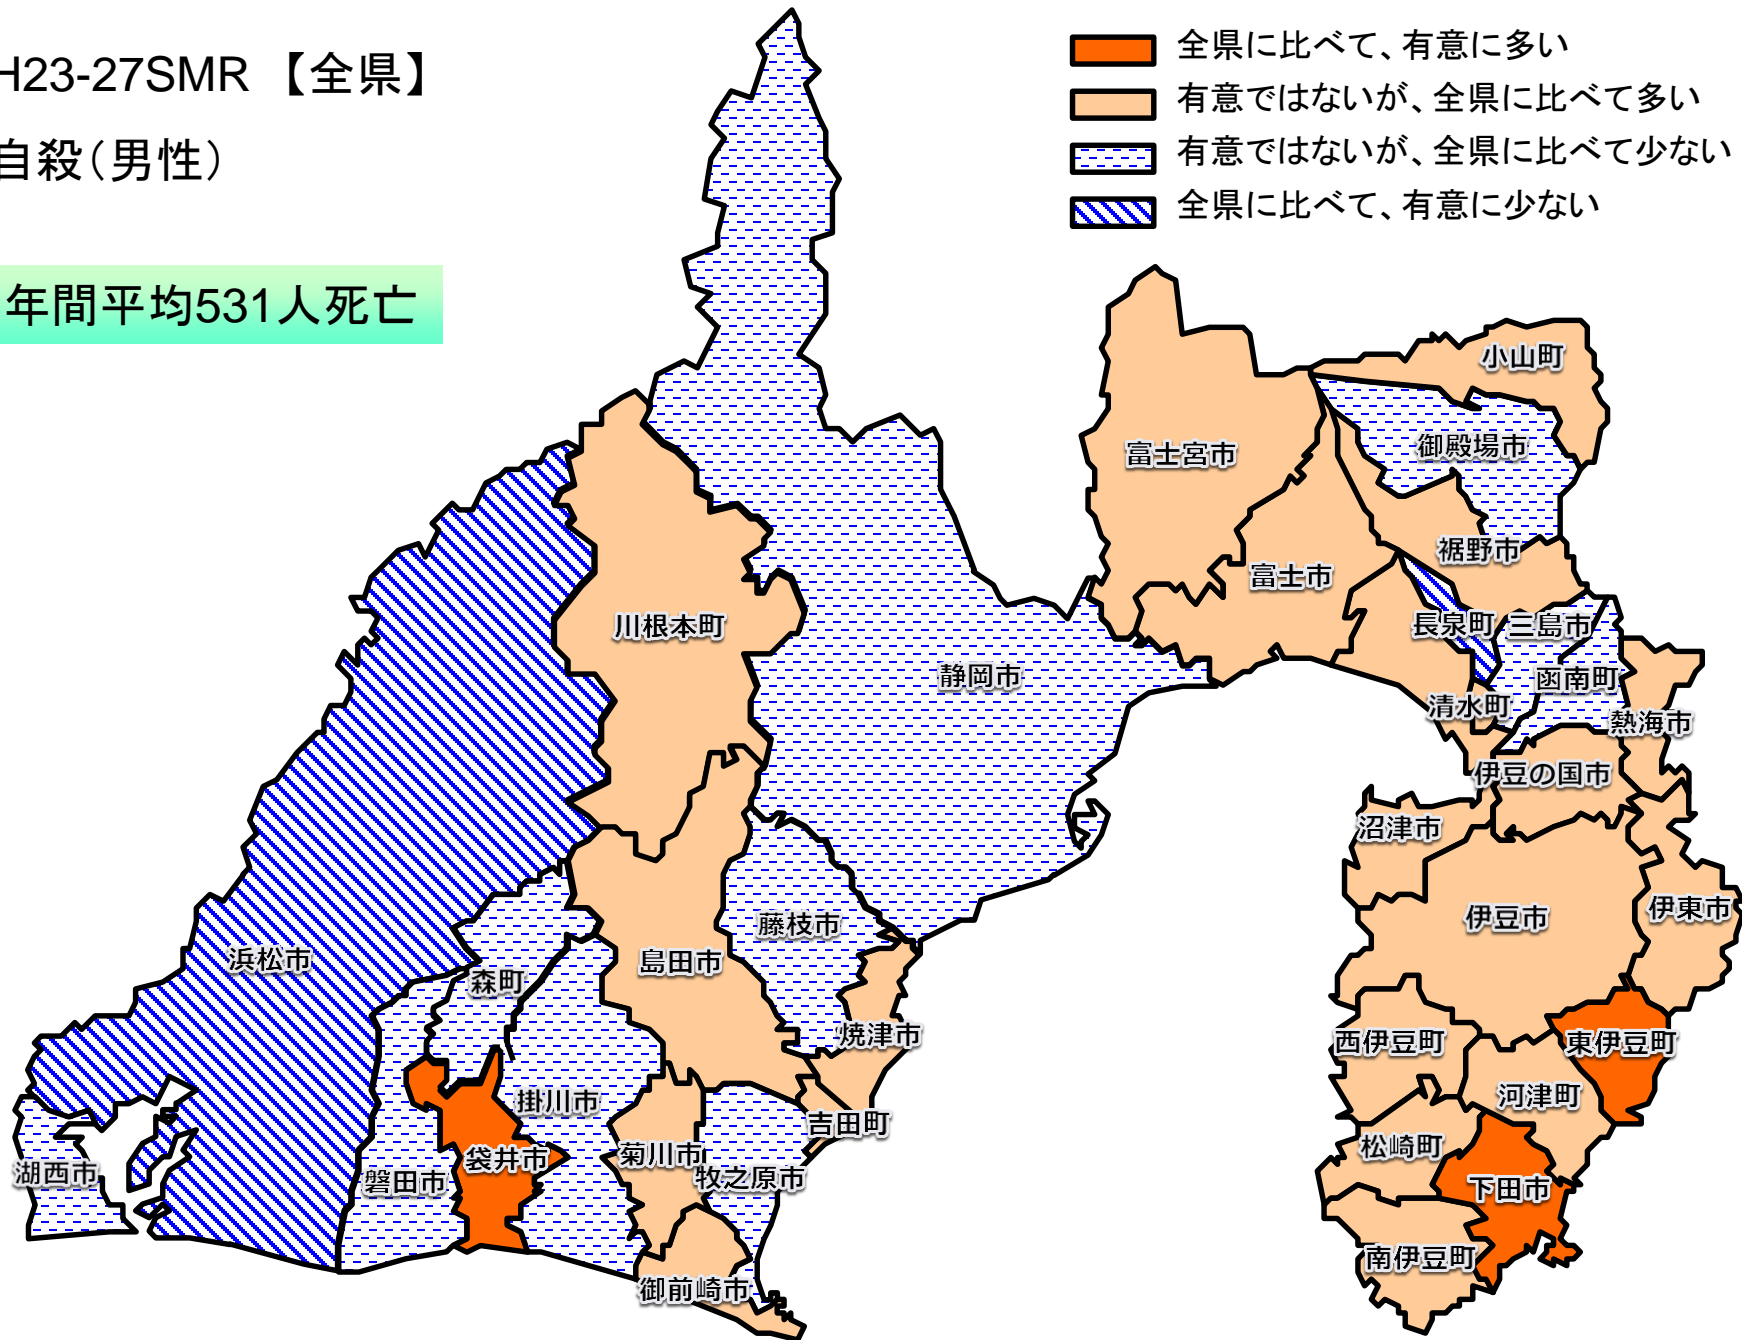 H23-27SMR 【全県】
自殺（男性）
年間平均531人死亡
全県に比べて、有意に多い
有意ではないが、全県に比べて多い
有意ではないが、全県に比べて少ない
全県に比べて、有意に少ない
小山町
御殿場市
富士宮市
裾野市
富士市
長泉町
三島市
川根本町
静岡市
函南町
清水町
熱海市
伊豆の国市
沼津市
伊東市
伊豆市
藤枝市
島田市
浜松市
森町
焼津市
西伊豆町
東伊豆町
河津町
掛川市
吉田町
松崎町
菊川市
袋井市
湖西市
磐田市
牧之原市
下田市
南伊豆町
御前崎市